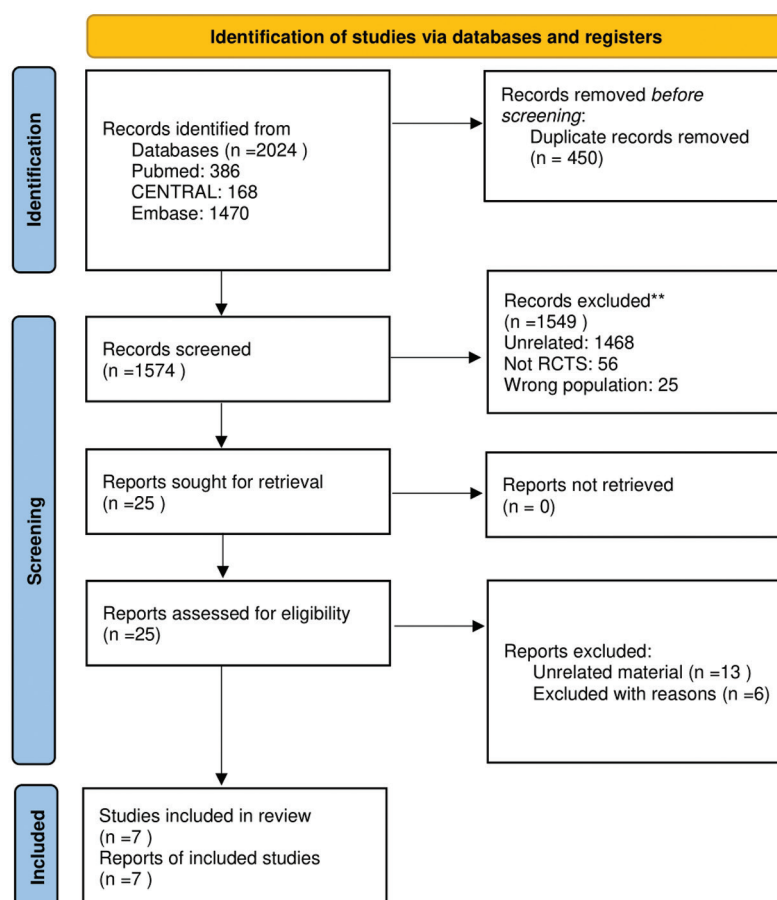 Identification of studies via databases and registers
Identification
Records identified from
Databases (n =2024 )
Pubmed: 386
CENTRAL: 168
Embase: 1470
Records removed before
screening:
Duplicate records removed
(n = 450)
Screening
Records screened
(n =1574 )
Records excluded**
(n =1549 )
Unrelated: 1468
Not RCTS: 56
Wrong population: 25
Reports sought for retrieval
(n =25 )
Reports not retrieved
(n = 0)
Reports assessed for eligibility
(n =25)
Reports excluded:
Unrelated material (n =13 )
Excluded with reasons (n =6)
Included
Studies included in review
(n =7 )
Reports of included studies
(n =7 )